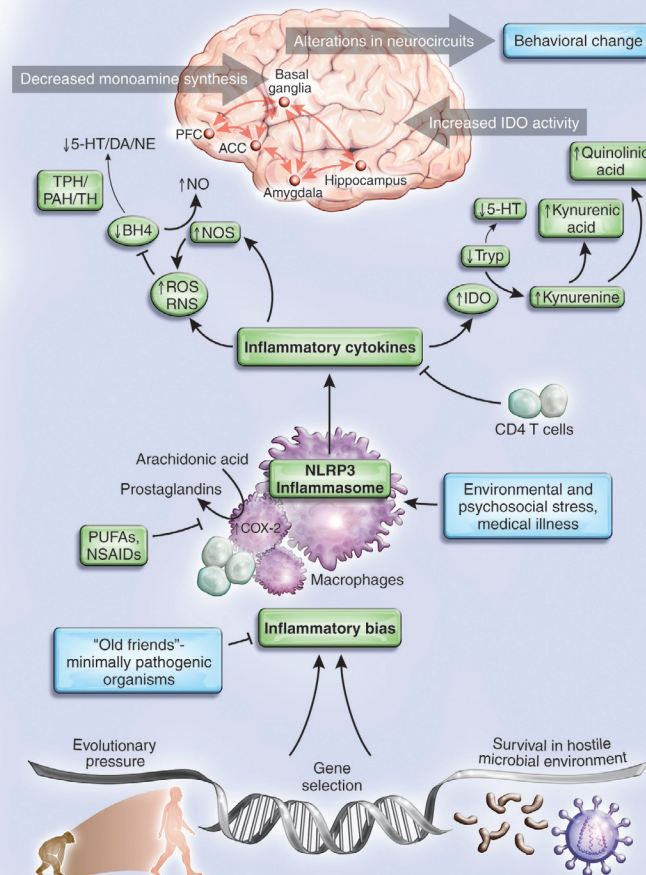 Alterations in neurocircuits
Behavioral change
Decreased monoamine synthesis
Basal
ganglia
PFC
ACC
Amygdala
Hippocampus
Increased IDO activity
↓5-HT/DA/NE
TPH/
PAH/TH
↑NO
↓BH4
↑NOS
↑ROS
RNS
↑Quinolinic
acid
↓5-HT
↑Kynurenic
acid
↓Tryp
↑IDO
↑Kynurenine
Inflammatory cytokines
CD4 T cells
Arachidonic acid
Prostaglandins
NLRP3
Inflammasome
↑COX-2
PUFAs,
NSAIDs
Macrophages
Environmental and
psychosocial stress,
medical illness
Inflammatory bias
"Old friends"-
minimally pathogenic
organisms
Evolutionary
pressure
Gene
selection
Survival in hostile
microbial environment